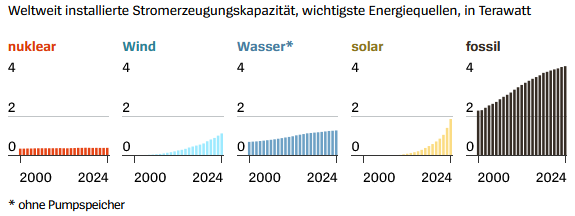 Weltweit installierte Stromerzeugungskapazität, wichtigste Energiequellen, in Terawatt
nuklear Wind Wasser* solar fossil
4 4 4 4 4
2 2 2 2 2
0 0 0 0 0
2000 2024 2000 2024 2000 2024 2000 2024 2000 2024
* ohne Pumpspeicher